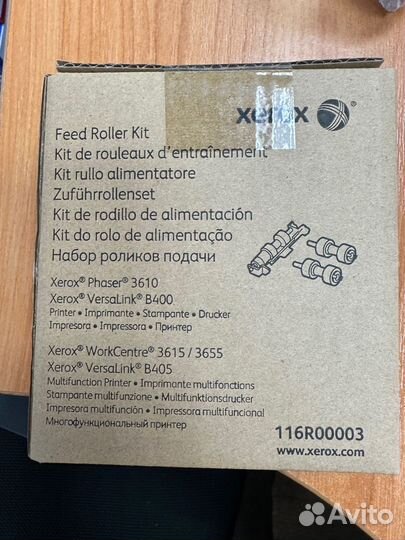 xerox
Feed Roller Kit
Kit de rouleaux d'entraînement
Kit rullo alimentatore
Zuführrollenset
Kit de rodillo de alimentación
Kit do rolo de alimentação
Набор роликов подачи
Xerox® Phaser® 3610
Xerox® VersaLink® B400
Printer • Imprimante • Stampante • Drucker
Impresora • Impressora • Принтер
Xerox® WorkCentre® 3615 / 3655
Xerox® VersaLink® B405
Multifunction Printer • Imprimante multifonctions
Stampante multifunzione • Multifunktionsdrucker
Impresora multifunción • Impressora multifuncional
Многофункциональный принтер
116R00003
www.xerox.com
Avito